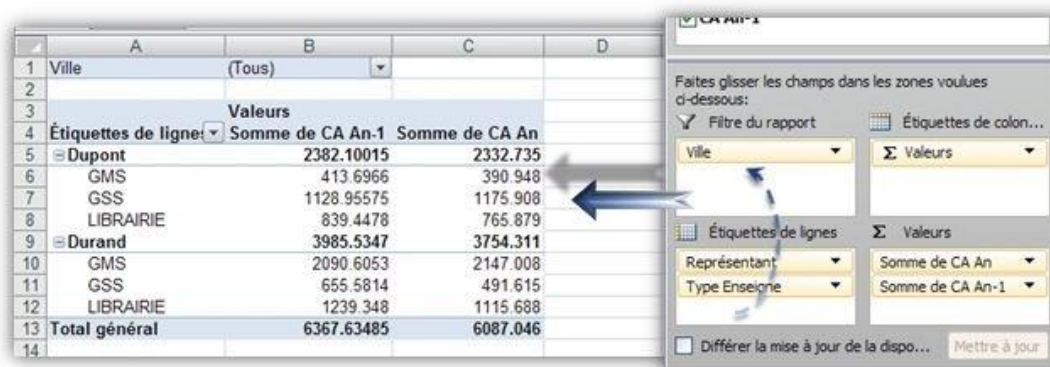 A B C D
1 Ville (Tous)
2
3 Valeurs
4 Étiquettes de lignes Somme de CA An-1 Somme de CA An
5 Dupont 2382.10015 2332.735
6 GMS 413.6966 390.948
7 GSS 1128.95575 1175.908
8 LIBRAIRIE 839.4478 765.879
9 Durand 3985.5347 3754.311
10 GMS 2090.6053 2147.008
11 GSS 655.5814 491.615
12 LIBRAIRIE 1239.348 1115.688
13 Total général 6367.63485 6087.046
14
CA An-1
Faites glisser les champs dans les zones voulues
ci-dessous:
Filtre du rapport Étiquettes de colon...
Ville Σ Valeurs
Étiquettes de lignes Σ Valeurs
Représentant Somme de CA An
Type Enseigne Somme de CA An-1
Différer la mise à jour de la dispo... Mettre à jour